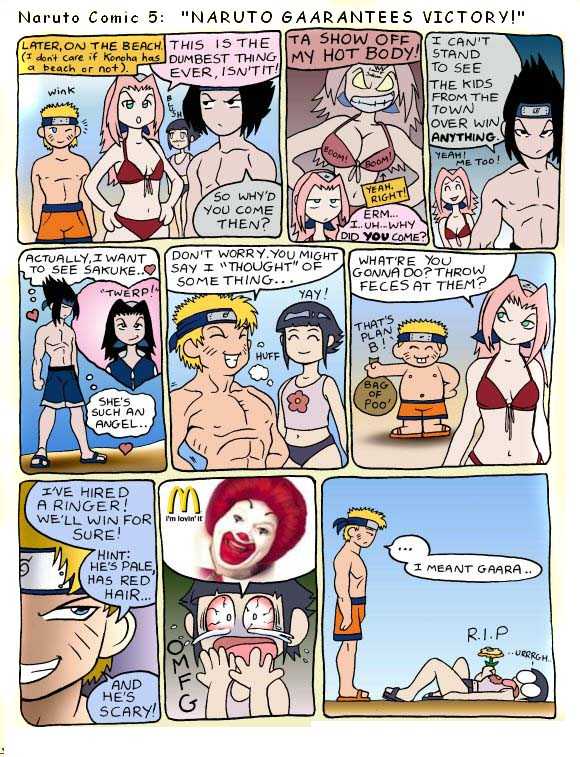 Naruto Comic 5: "NARUTO GAARANTEES VICTORY!"
LATER, ON THE BEACH.
(I don't care if Konoha has
a beach or not).
wink
THIS IS THE
DUMBEST THING
EVER, ISN'T IT!
SO WHY'D
YOU COME
THEN?
TA SHOW OFF
MY HOT BODY!
BOOM!
BOOM!
YEAH,
RIGHT!
ERM...
I..UH..WHY
DID YOU COME?
I CAN'T
STAND
TO SEE
THE KIDS
FROM THE
TOWN
OVER WIN
ANYTHING.
YEAH!
ME TOO!
ACTUALLY, I WANT
TO SEE SAKUKE..
"TWERP!"
SHE'S
SUCH AN
ANGEL..
DON'T WORRY. YOU MIGHT
SAY I "THOUGHT" OF
SOMETHING...
YAY!
HUFF
WHAT'RE YOU
GONNA DO? THROW
FECES AT THEM?
THAT'S
PLAN
B!
BAG
OF
POO'
I'VE HIRED
A RINGER!
WE'LL WIN FOR
SURE!
HINT:
HE'S PALE,
HAS RED
HAIR...
AND
HE'S
SCARY!
i'm lovin' it
OMFG
...
I MEANT GAARA..
R.I.P
..URRRGH..